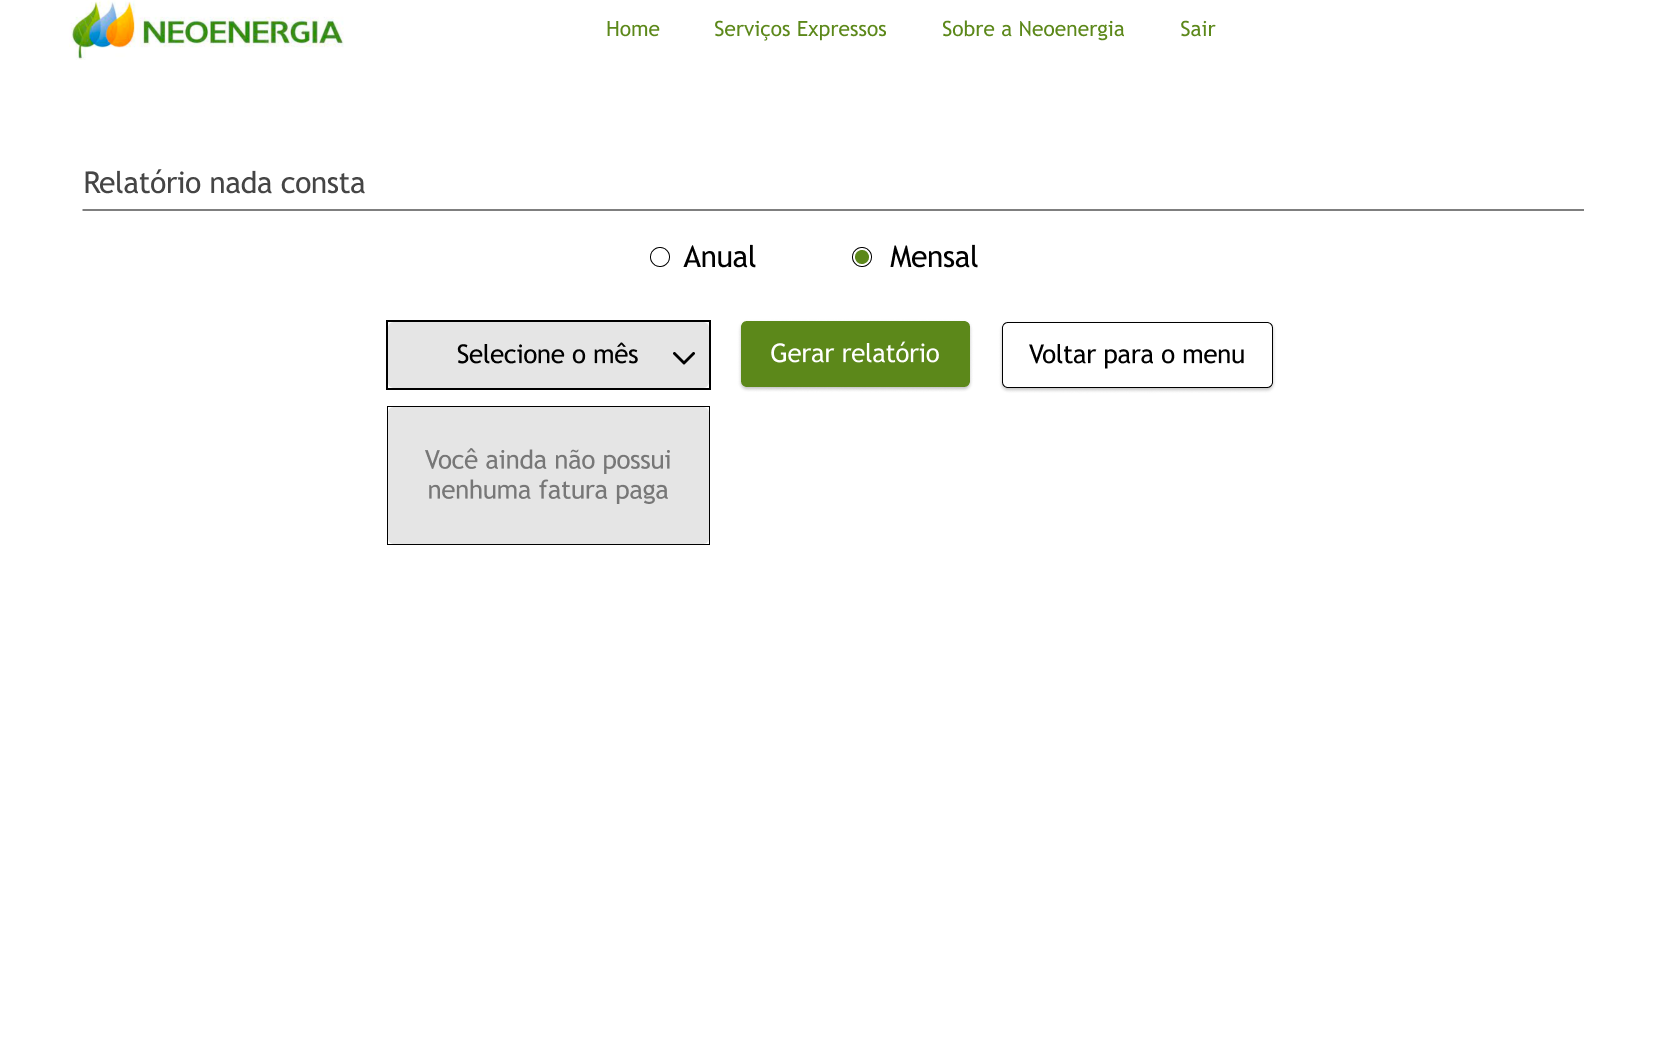 NEOENERGIA
Home
Serviços Expressos
Sobre a Neoenergia
Sair
Relatório nada consta
Anual
Mensal
Selecione o mês
Gerar relatório
Voltar para o menu
Você ainda não possui
nenhuma fatura paga